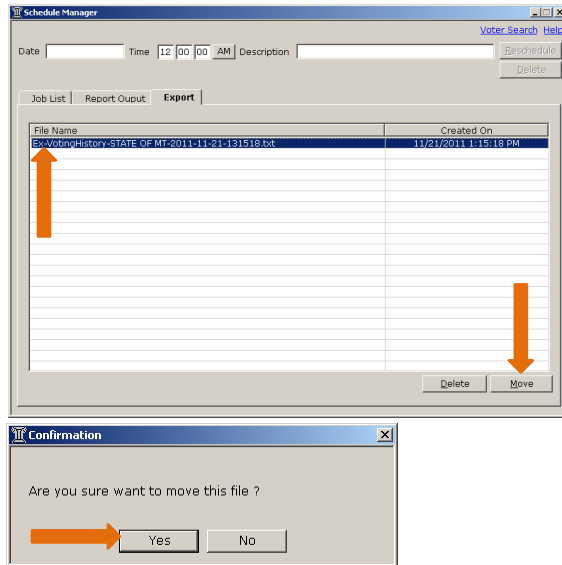 Schedule Manager
Voter Search Help
Date Time 12 00 00 AM Description Reschedule
Delete
Job List Report Ouput Export
File Name Created On
Ex-VotingHistory-STATE OF MT-2011-11-21-131518.txt 11/21/2011 1:15:18 PM
Delete Move
Confirmation
Are you sure want to move this file ?
Yes No